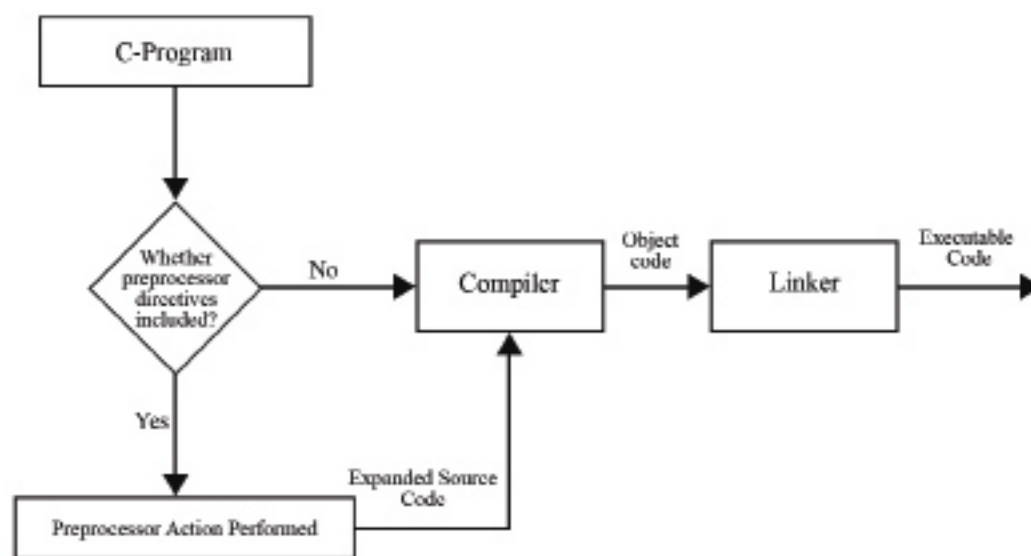 C-Program
Whether
preprocessor
directives
included?
No
Compiler
Object
code
Linker
Executable
Code
Yes
Expanded Source
Code
Preprocessor Action Performed